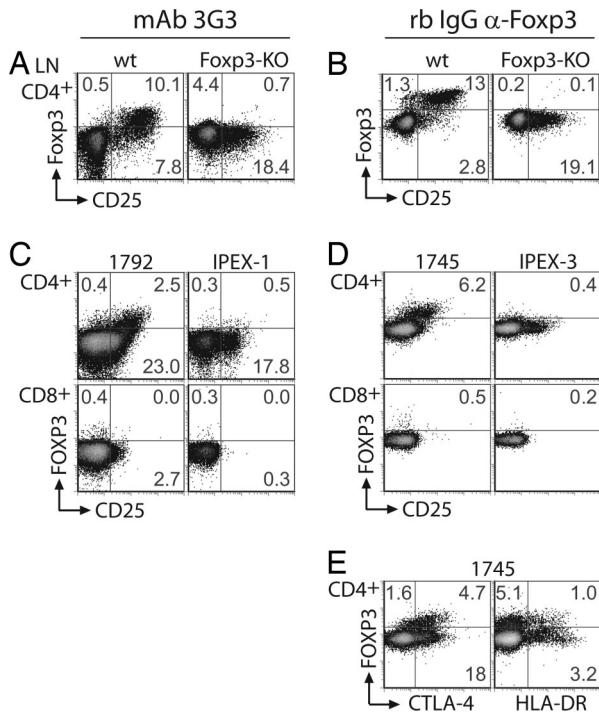 mAb 3G3
rb IgG α-Foxp3
A
LN
CD4+
wt
Foxp3-KO
0.5
10.1
7.8
4.4
0.7
18.4
Foxp3
CD25
B
wt
Foxp3-KO
1.3
13
2.8
0.2
0.1
19.1
Foxp3
CD25
C
1792
IPEX-1
CD4+
0.4
2.5
23.0
0.3
0.5
17.8
CD8+
0.4
0.0
2.7
0.3
0.0
0.3
FOXP3
CD25
D
1745
IPEX-3
CD4+
6.2
0.4
CD8+
0.5
0.2
FOXP3
CD25
E
1745
CD4+
1.6
4.7
18
5.1
1.0
3.2
FOXP3
CTLA-4
HLA-DR